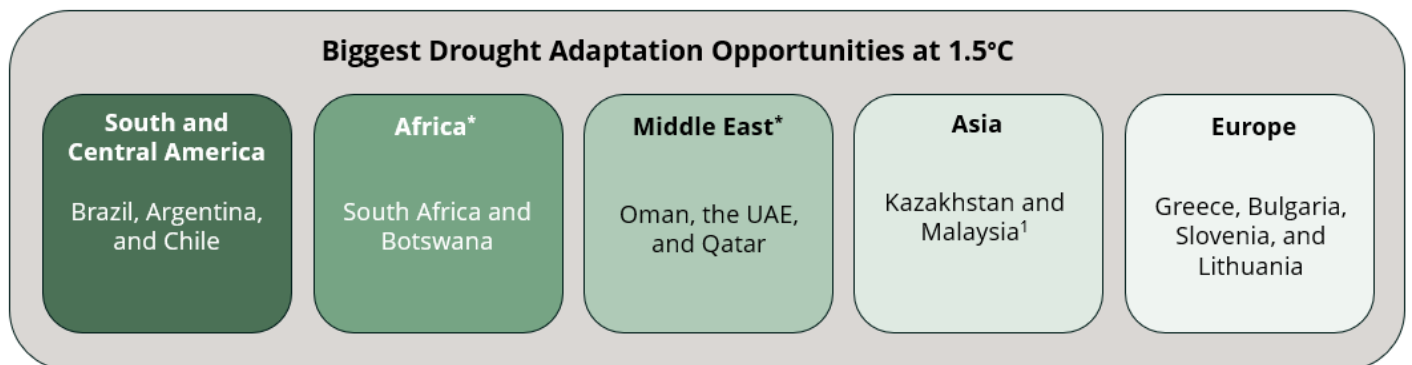 Biggest Drought Adaptation Opportunities at 1.5°C
South and
Central America
Brazil, Argentina,
and Chile
Africa*
South Africa and
Botswana
Middle East*
Oman, the UAE,
and Qatar
Asia
Kazakhstan and
Malaysia¹
Europe
Greece, Bulgaria,
Slovenia, and
Lithuania